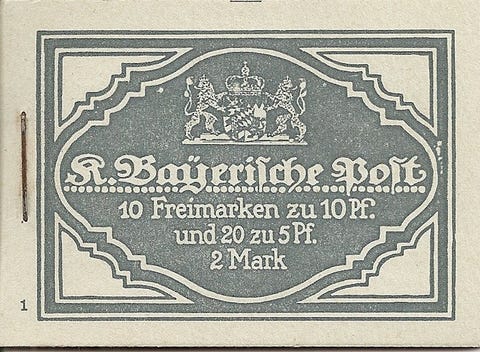 K. Bayerische Post
10 Freimarken zu 10 Pf.
und 20 zu 5 Pf.
2 Mark
1